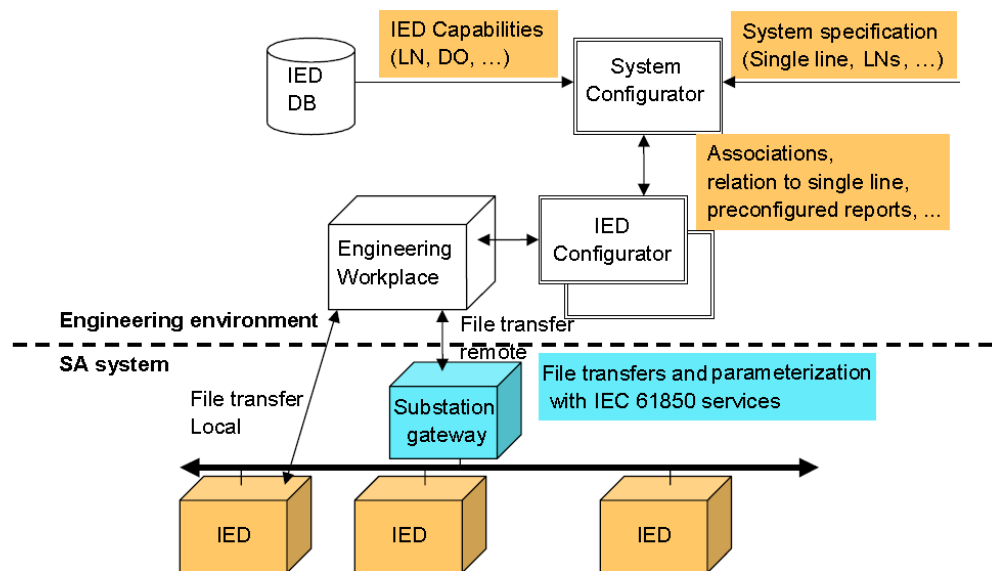 IED Capabilities
(LN, DO, …)
System specification
(Single line, LNs, …)
IED
DB
System
Configurator
Associations,
relation to single line,
preconfigured reports, ...
IED
Configurator
Engineering
Workplace
Engineering environment
File transfer
remote
SA system
File transfers and parameterization
with IEC 61850 services
File transfer
Local
Substation
gateway
IED
IED
IED